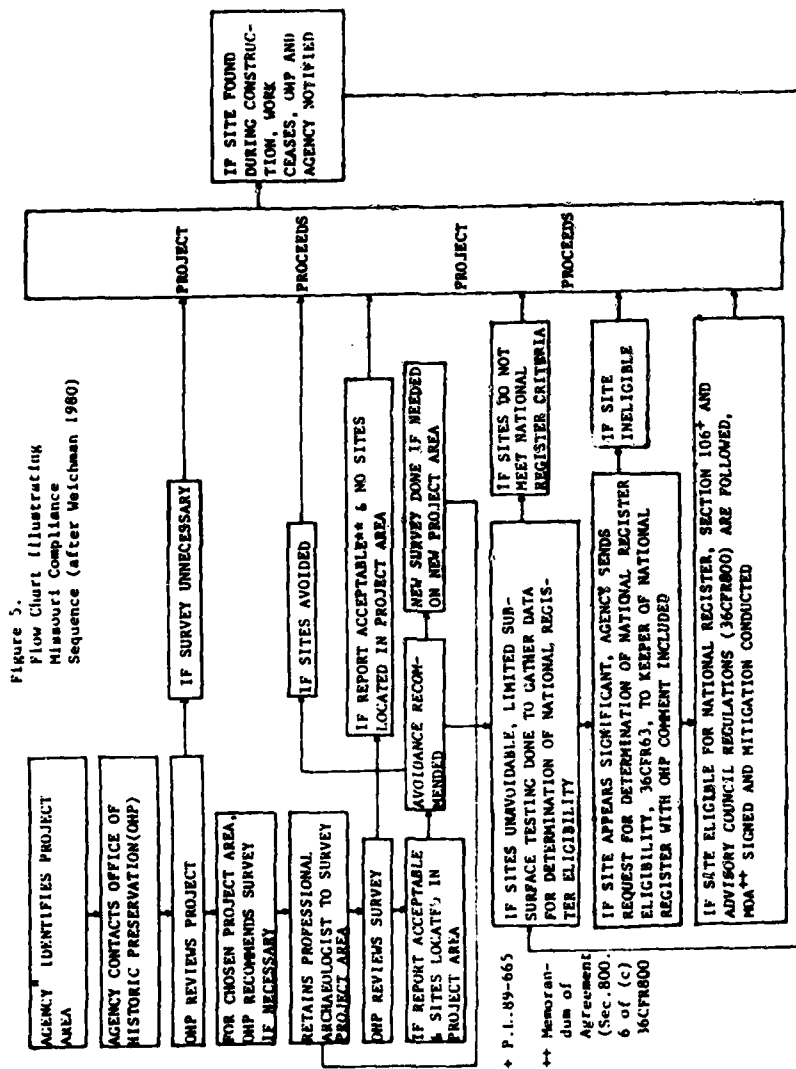 Figure 5.
Flow Chart Illustrating
Missouri Compliance
Sequence (after Weichman 1980)
AGENCY* IDENTIFIES PROJECT
AREA
AGENCY CONTACTS OFFICE OF
HISTORIC PRESERVATION(OHP)
OHP REVIEWS PROJECT
IF SURVEY UNNECESSARY
FOR CHOSEN PROJECT AREA,
OHP RECOMMENDS SURVEY
IF NECESSARY
RETAINS PROFESSIONAL
ARCHAEOLOGIST TO SURVEY
PROJECT AREA
OHP REVIEWS SURVEY
IF REPORT ACCEPTABLE
& SITES LOCATED IN
PROJECT AREA
IF SITES AVOIDED
IF REPORT ACCEPTABLE** & NO SITES
LOCATED IN PROJECT AREA
AVOIDANCE RECOM-
MENDED
NEW SURVEY DONE IF NEEDED
ON NEW PROJECT AREA
IF SITES UNAVOIDABLE, LIMITED SUB-
SURFACE TESTING DONE TO GATHER DATA
FOR DETERMINATION OF NATIONAL REGIS-
TER ELIGIBILITY
IF SITES DO NOT
MEET NATIONAL
REGISTER CRITERIA
IF SITE APPEARS SIGNIFICANT, AGENCY SENDS
REQUEST FOR DETERMINATION OF NATIONAL REGISTER
ELIGIBILITY, 36CFR63, TO KEEPER OF NATIONAL
REGISTER WITH OHP COMMENT INCLUDED
IF SITE
INELIGIBLE
IF SITE ELIGIBLE FOR NATIONAL REGISTER, SECTION 106+ AND
ADVISORY COUNCIL REGULATIONS (36CFR800) ARE FOLLOWED,
MOA++ SIGNED AND MITIGATION CONDUCTED
PROJECT
PROCEEDS
PROJECT
PROCEEDS
IF SITE FOUND
DURING CONSTRUC-
TION, WORK
CEASES, OHP AND
AGENCY NOTIFIED
+ P.L.89-665
++ Memoran-
dum of
Agreement
(Sec.800.
6 of (c)
36CFR800